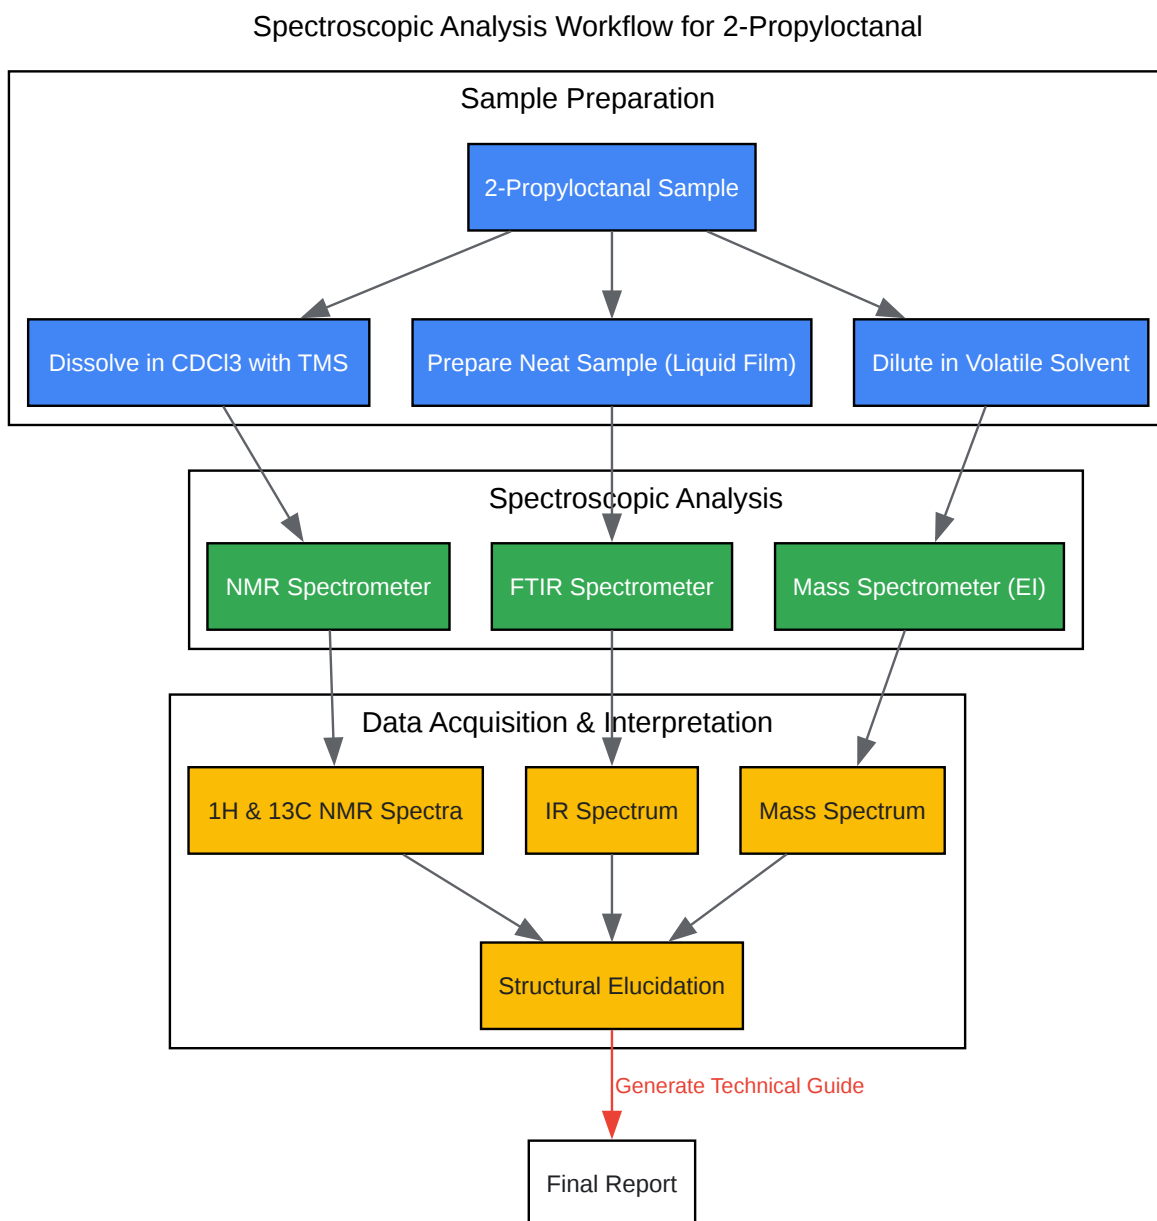 Spectroscopic Analysis Workflow for 2-Propyloctanal
Sample Preparation
2-Propyloctanal Sample
Dissolve in CDCl3 with TMS
Prepare Neat Sample (Liquid Film)
Dilute in Volatile Solvent
Spectroscopic Analysis
NMR Spectrometer
FTIR Spectrometer
Mass Spectrometer (EI)
Data Acquisition & Interpretation
1H & 13C NMR Spectra
IR Spectrum
Mass Spectrum
Structural Elucidation
Generate Technical Guide
Final Report